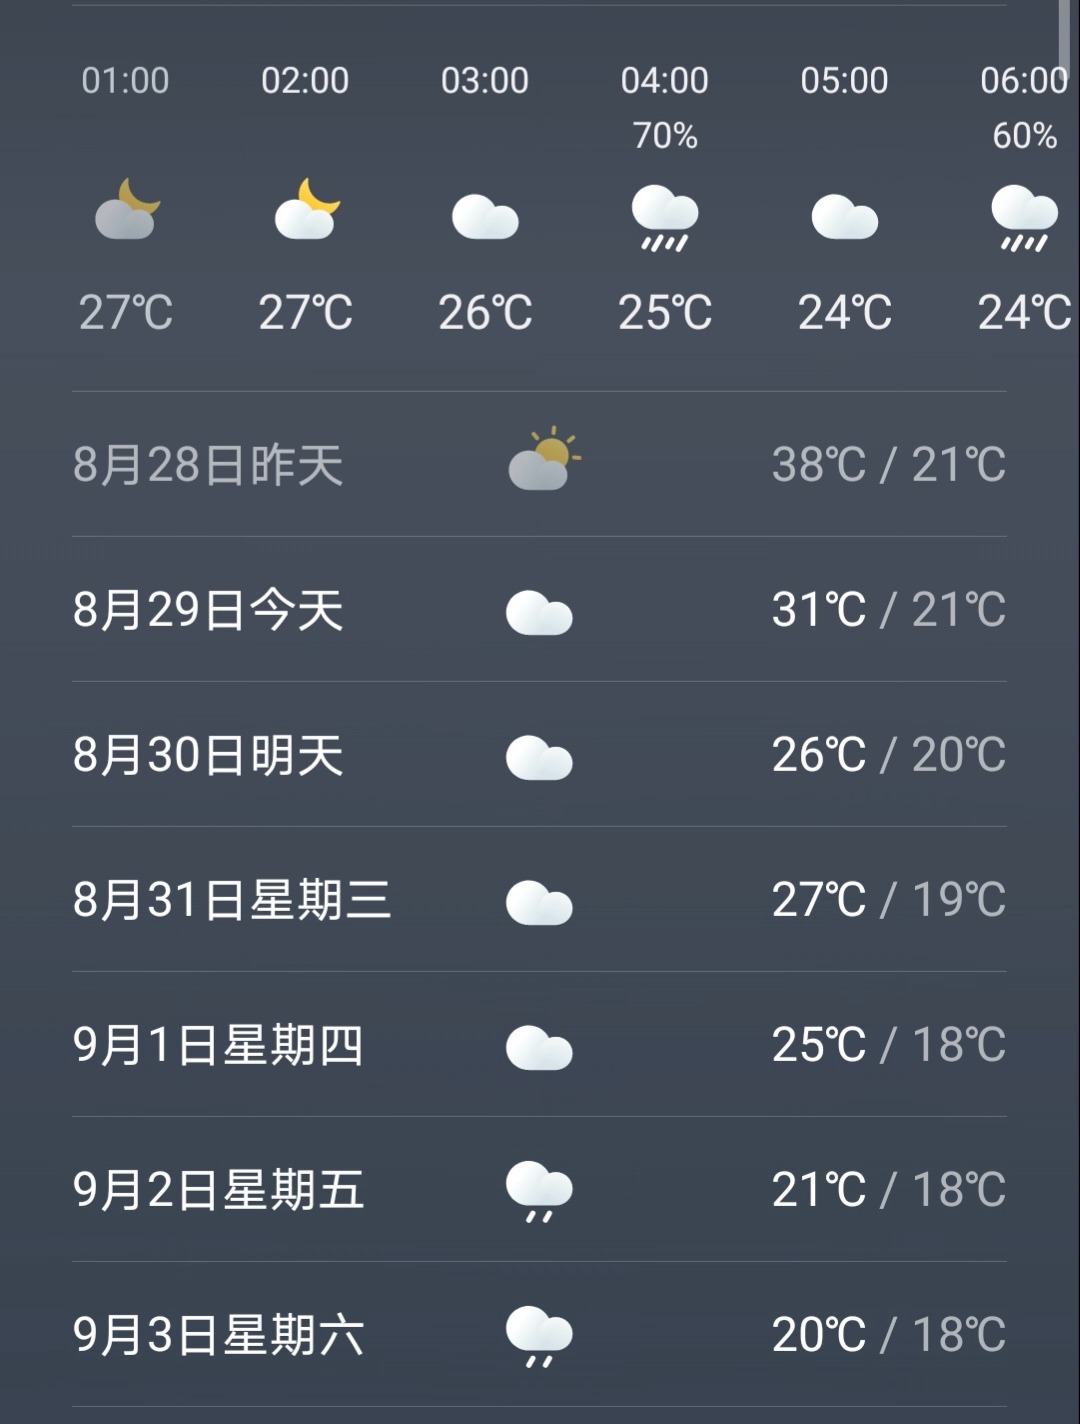 01:00 02:00 03:00 04:00 05:00 06:00
70% 60%
27℃ 27℃ 26℃ 25℃ 24℃ 24℃
8月28日昨天 38℃ / 21℃
8月29日今天 31℃ / 21℃
8月30日明天 26℃ / 20℃
8月31日星期三 27℃ / 19℃
9月1日星期四 25℃ / 18℃
9月2日星期五 21℃ / 18℃
9月3日星期六 20℃ / 18℃